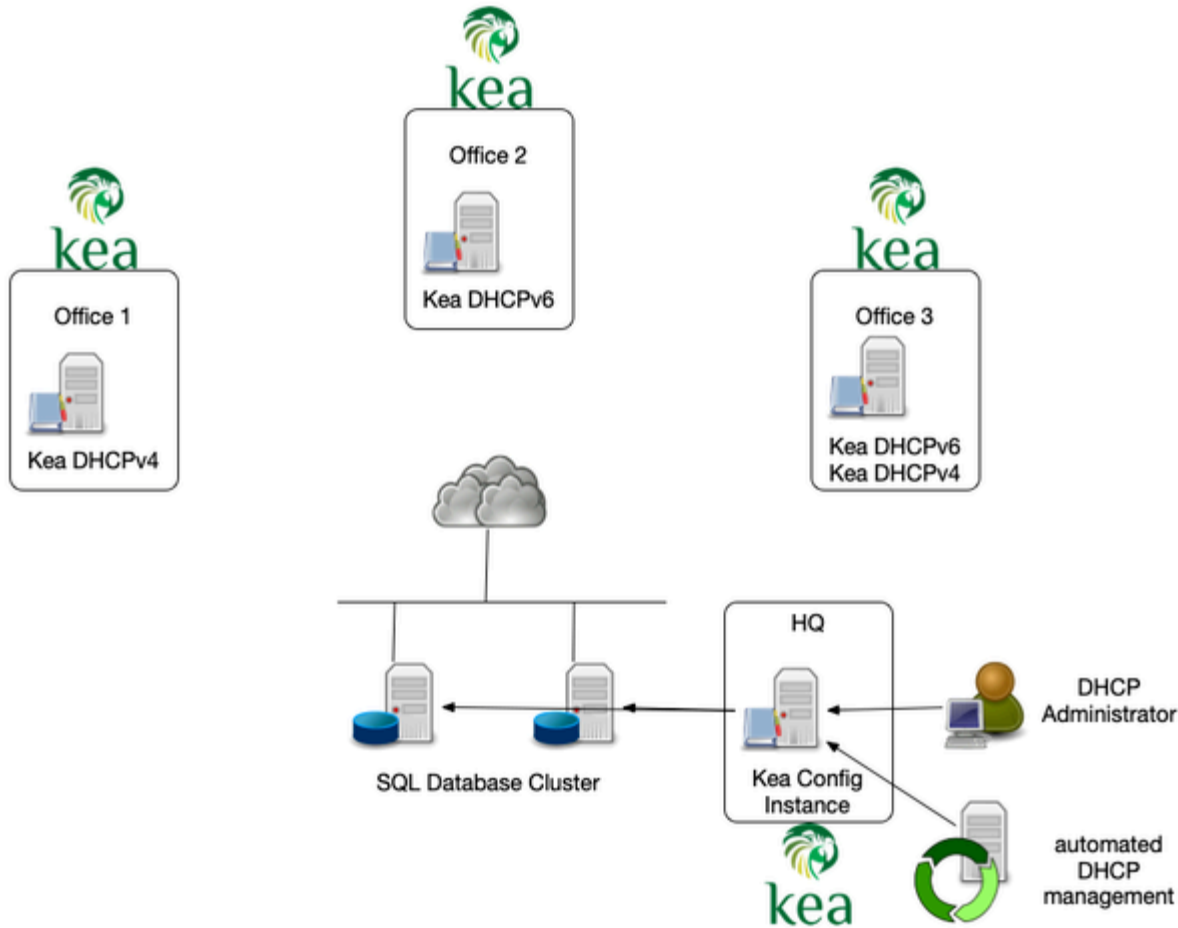 kea
Office 2
Kea DHCPv6
kea
Office 1
Kea DHCPv4
kea
Office 3
Kea DHCPv6
Kea DHCPv4
HQ
Kea Config
Instance
kea
SQL Database Cluster
DHCP
Administrator
automated
DHCP
management